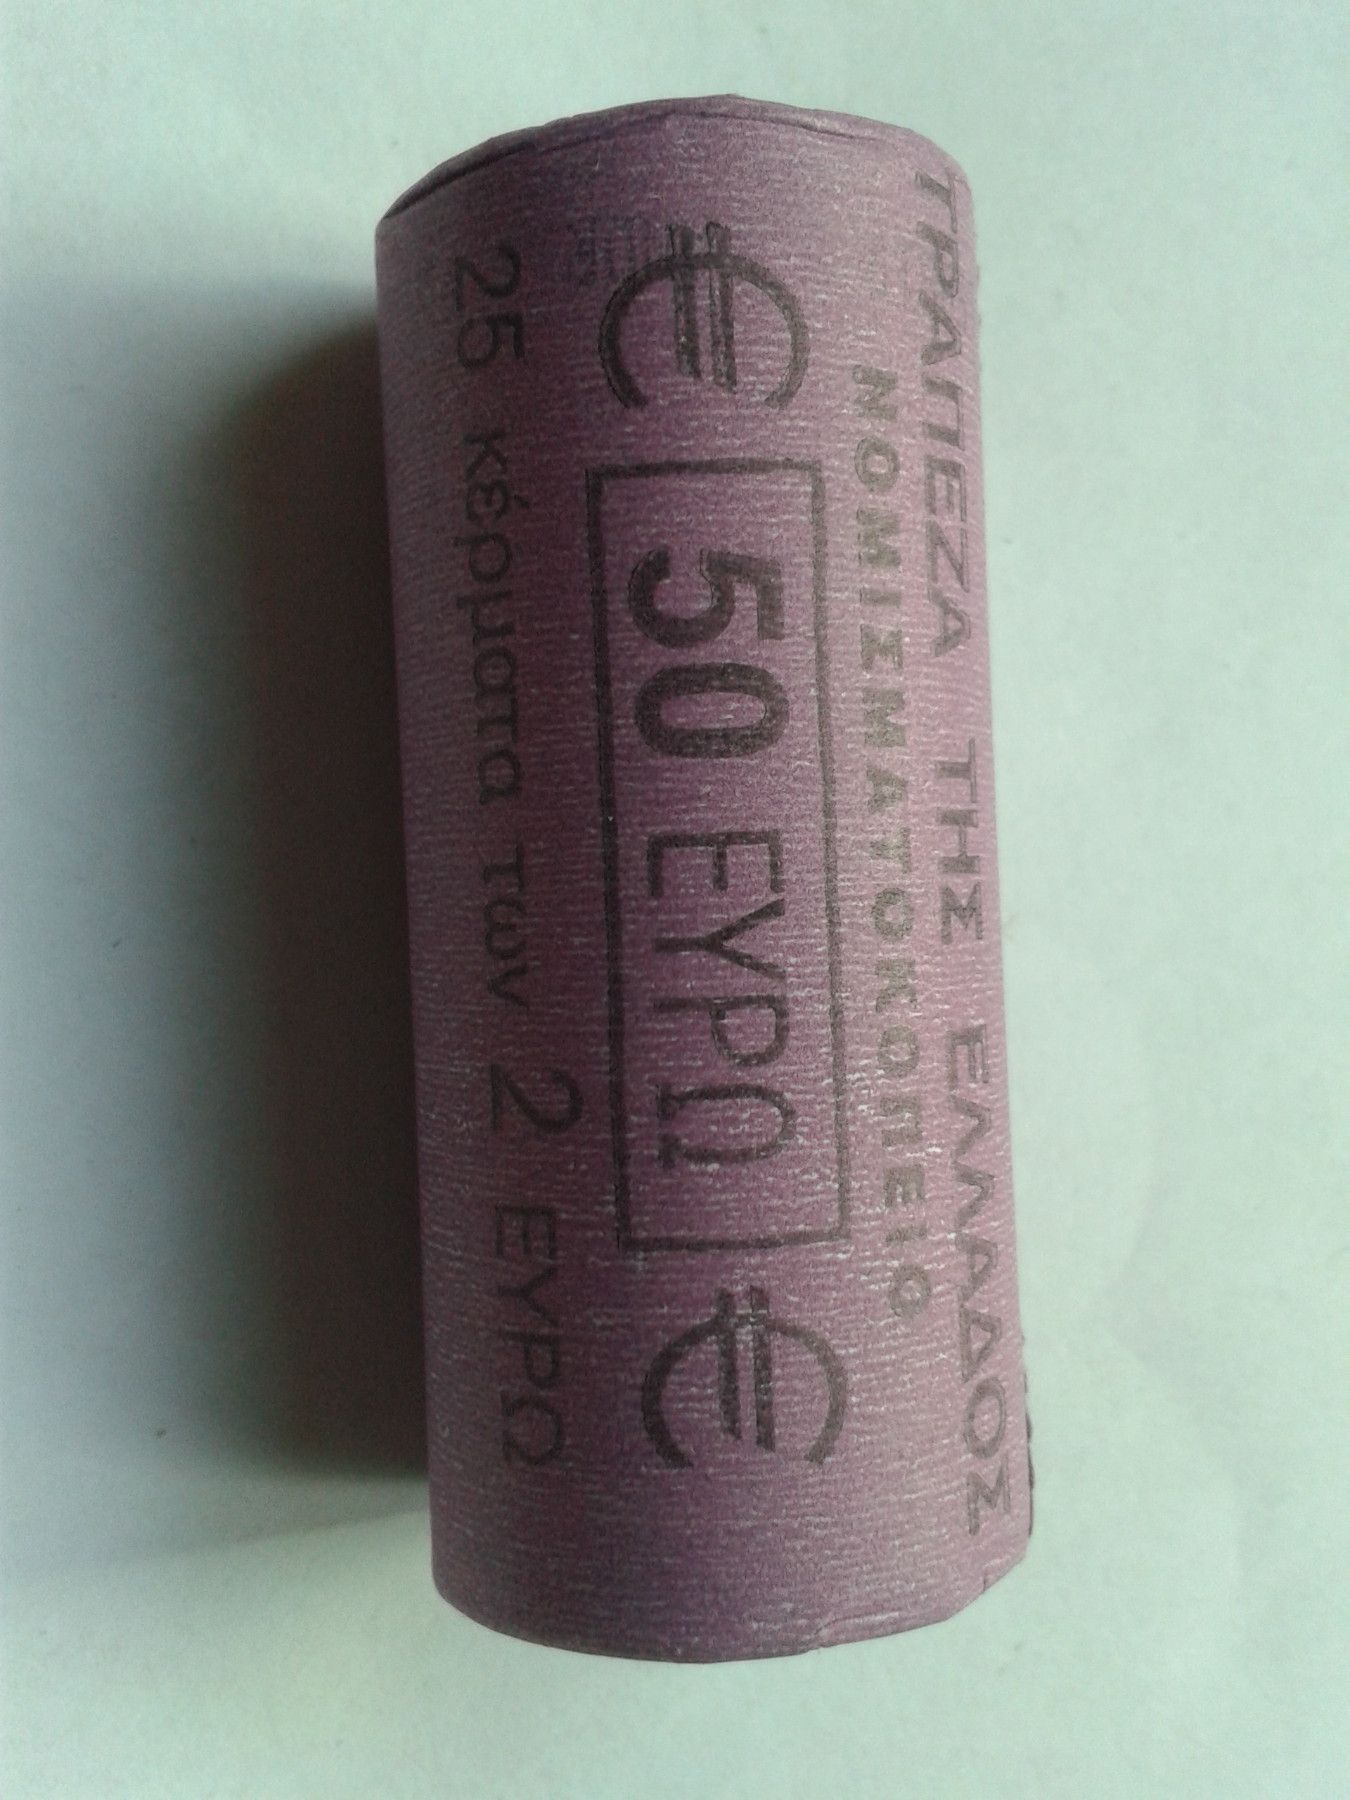 ΤΡΑΠΕΖΑ ΤΗΣ ΕΛΛΑΔΟΣ
ΝΟΜΙΣΜΑΤΟΚΟΠΕΙΟ
€ 50 ΕΥΡΩ €
25 κέρματα των 2 ΕΥΡΩ